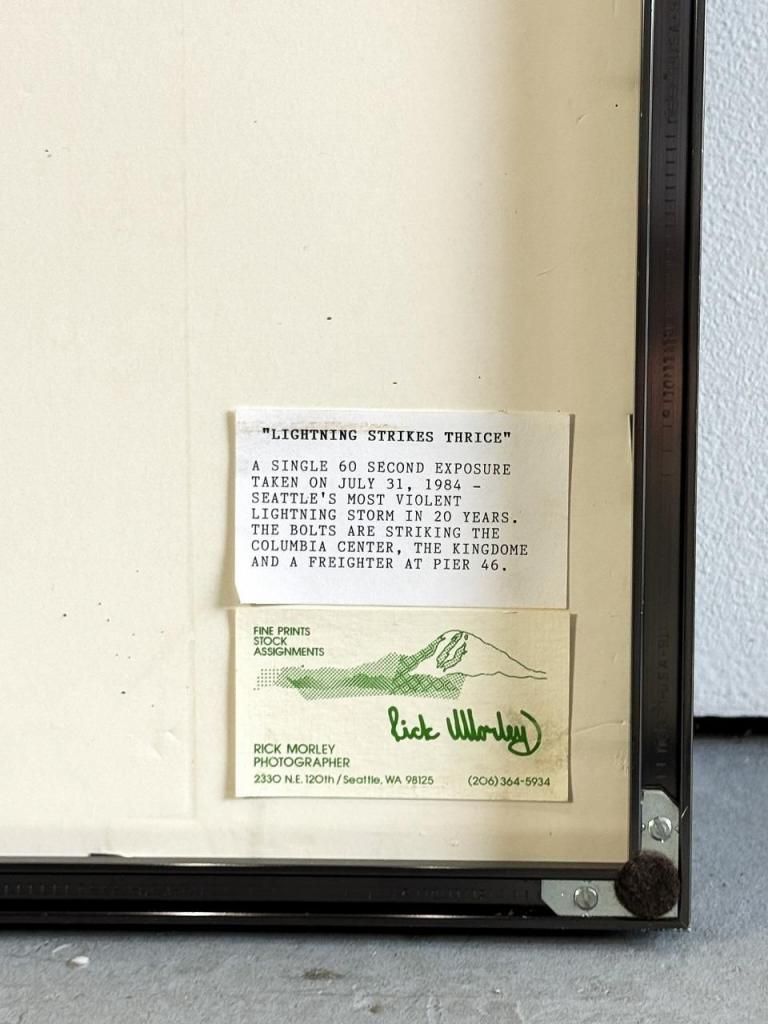 "LIGHTNING STRIKES THRICE"
A SINGLE 60 SECOND EXPOSURE
TAKEN ON JULY 31, 1984 -
SEATTLE'S MOST VIOLENT
LIGHTNING STORM IN 20 YEARS.
THE BOLTS ARE STRIKING THE
COLUMBIA CENTER, THE KINGDOME
AND A FREIGHTER AT PIER 46.
FINE PRINTS
STOCK
ASSIGNMENTS
Rick Morley
RICK MORLEY
PHOTOGRAPHER
2330 N.E. 120th / Seattle, WA 98125 (206) 364-5934